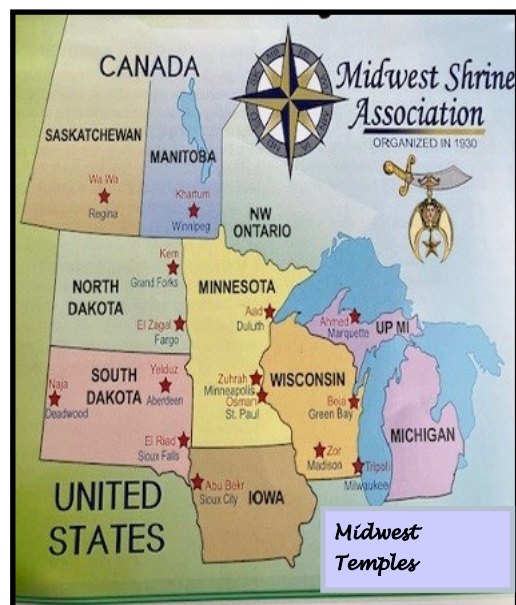 CANADA
Midwest Shrine
Association
ORGANIZED IN 1930
SASKATCHEWAN
MANITOBA
Wa Wa
Regina
Khartum
Winnipeg
NW
ONTARIO
Kem
Grand Forks
NORTH
DAKOTA
MINNESOTA
El Zagal
Fargo
Aad
Duluth
Ahmed
Marquette
UP MI
SOUTH
DAKOTA
Yelduz
Aberdeen
Naja
Deadwood
Zuhrah
Minneapolis
Osman
St. Paul
WISCONSIN
Beja
Green Bay
MICHIGAN
El Riad
Sioux Falls
Zor
Madison
Tripoli
Milwaukee
Abu Bekr
Sioux City
IOWA
UNITED
STATES
Midwest
Temples